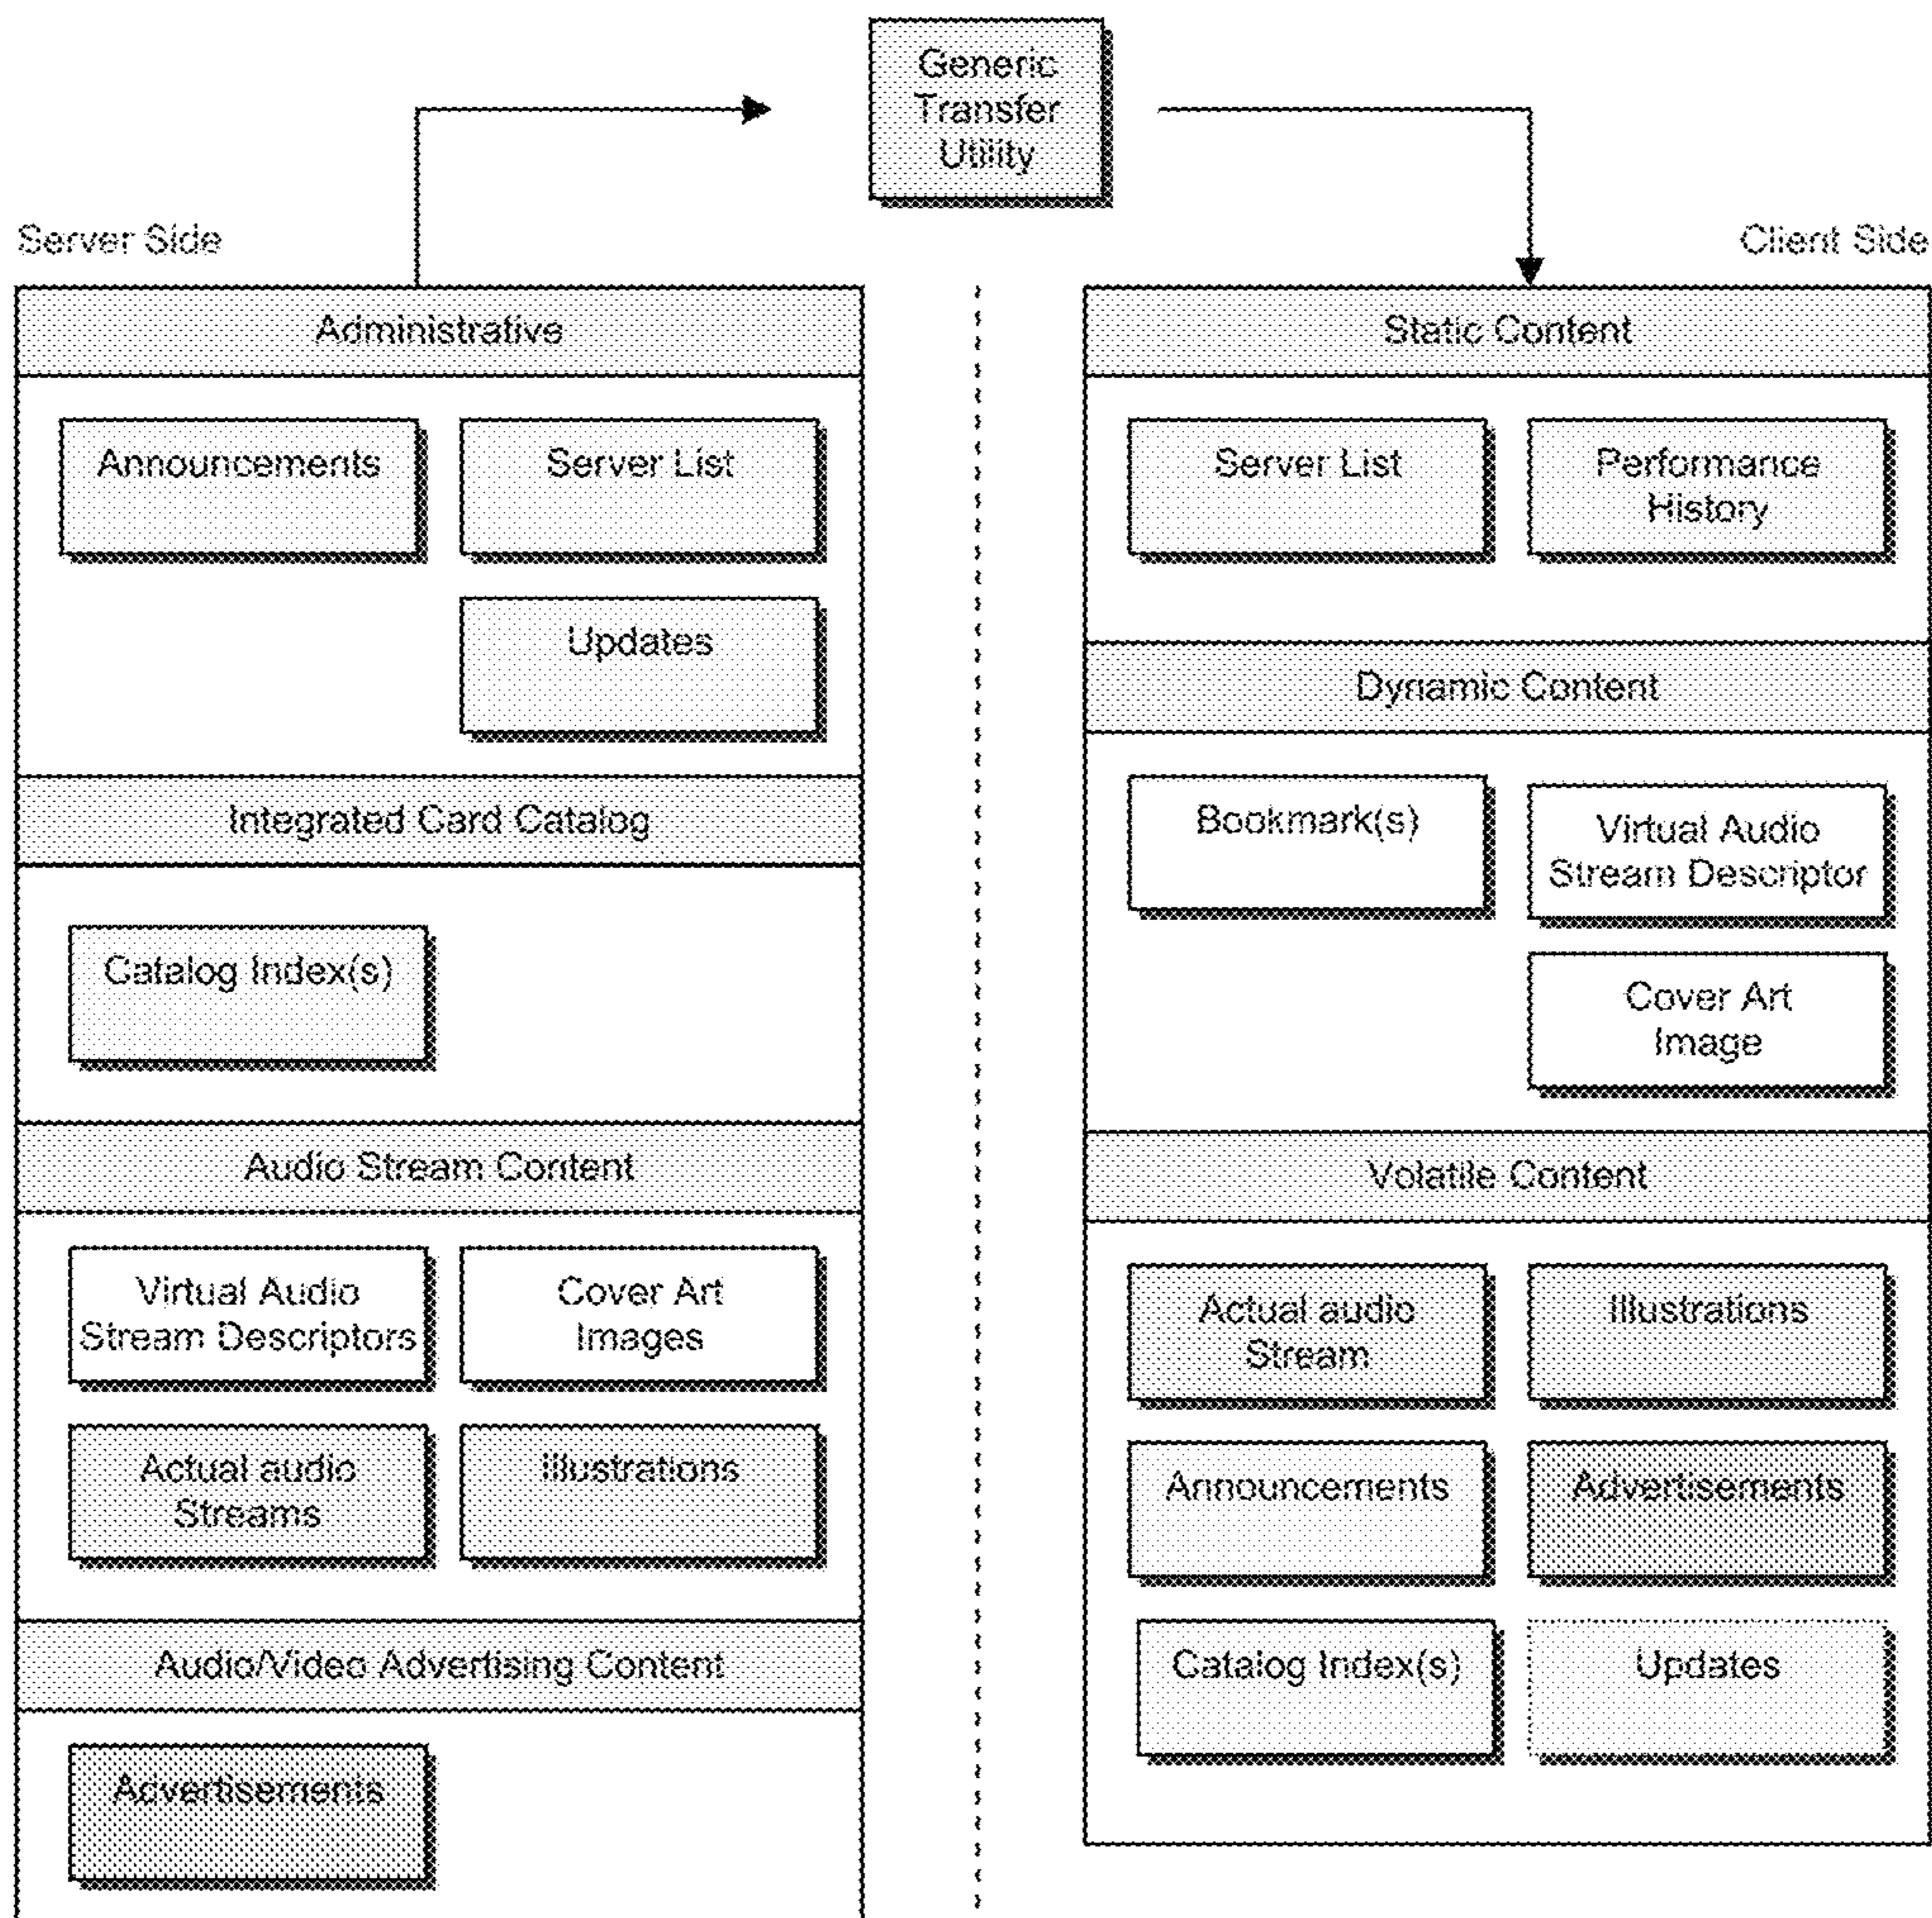 Generic
Transfer
Utility
Server Side
Client Side
Administrative
Announcements
Server List
Updates
Integrated Card Catalog
Catalog Index(s)
Audio Stream Content
Virtual Audio
Stream Descriptors
Cover Art
Images
Actual audio
Streams
Illustrations
Audio/Video Advertising Content
Advertisements
Static Content
Server List
Performance
History
Dynamic Content
Bookmark(s)
Virtual Audio
Stream Descriptor
Cover Art
Image
Volatile Content
Actual audio
Stream
Illustrations
Announcements
Advertisements
Catalog Index(s)
Updates